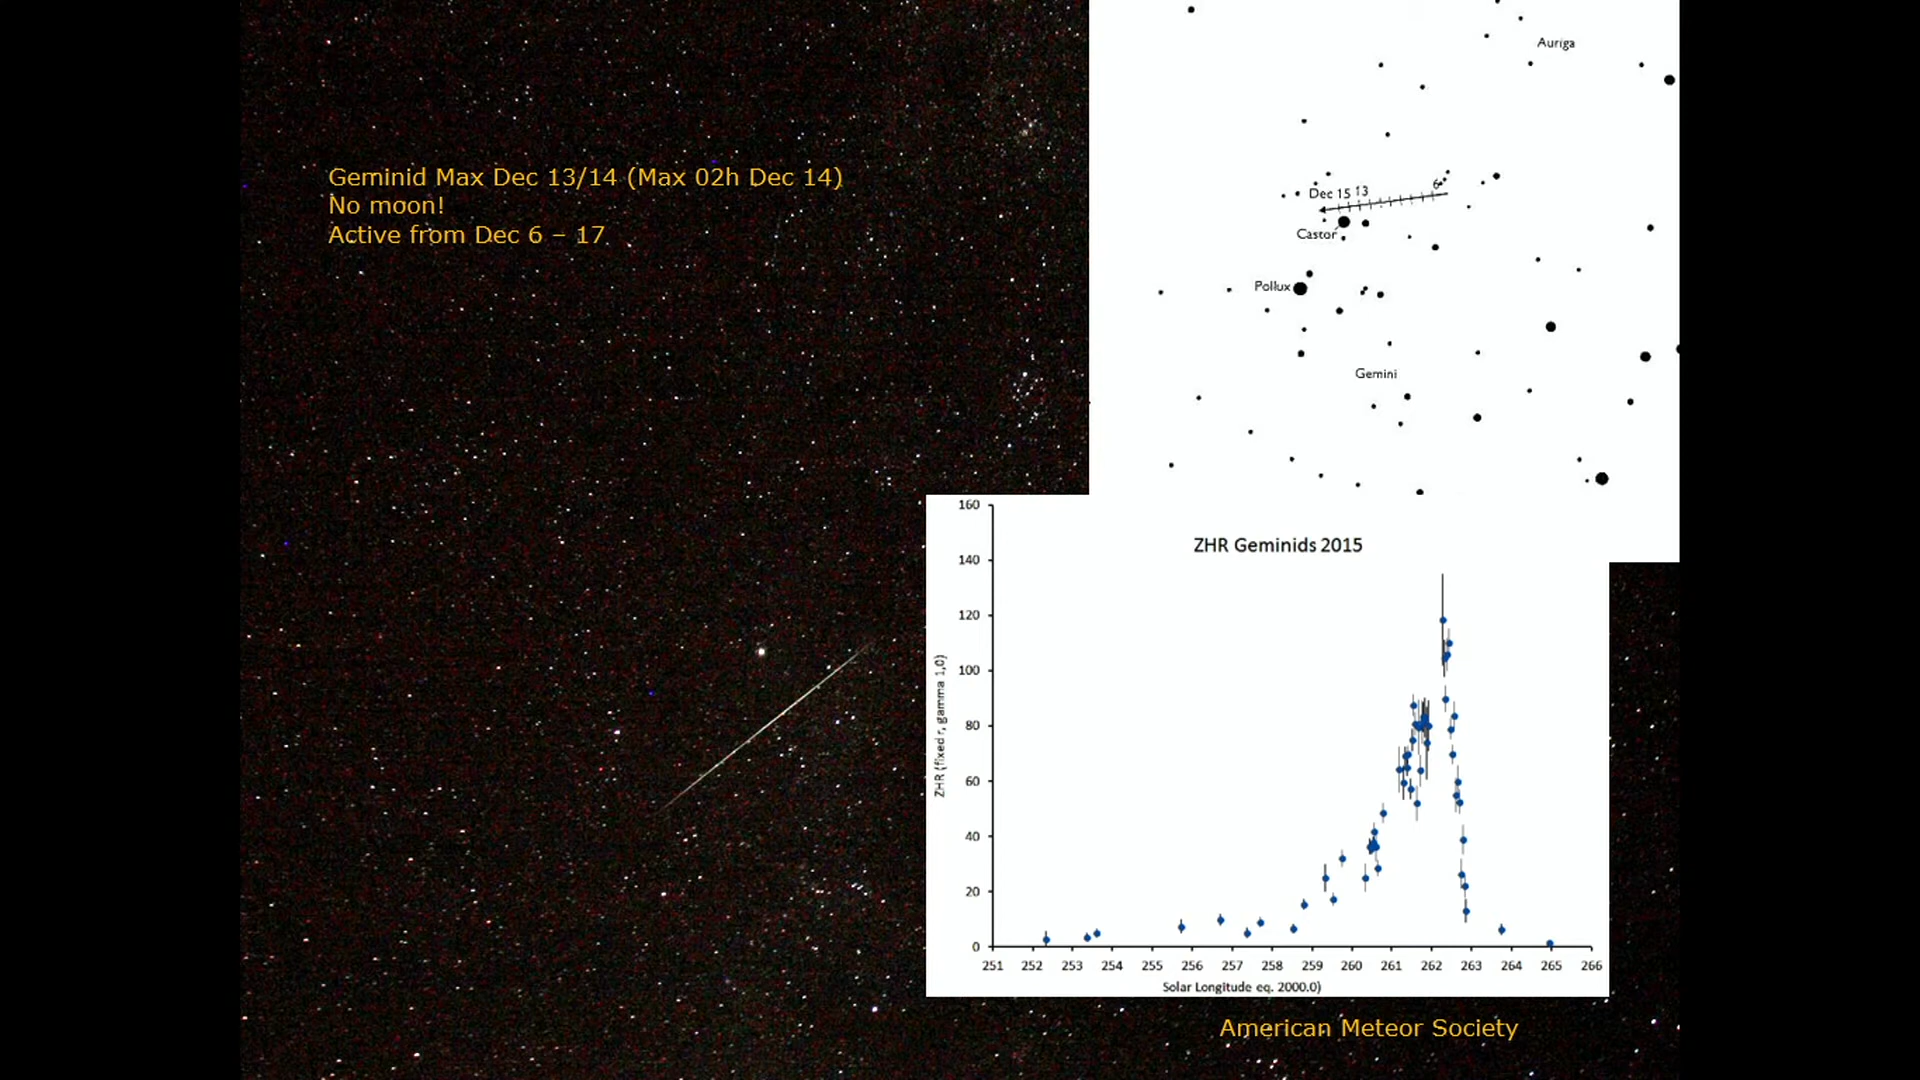 Geminid Max Dec 13/14 (Max 02h Dec 14)
No moon!
Active from Dec 6 – 17
Auriga
Dec 15 13
6
Castor
Pollux
Gemini
ZHR Geminids 2015
ZHR (fixed r, gamma 1,0)
160
140
120
100
80
60
40
20
0
251 252 253 254 255 256 257 258 259 260 261 262 263 264 265 266
Solar Longitude eq. 2000.0)
American Meteor Society